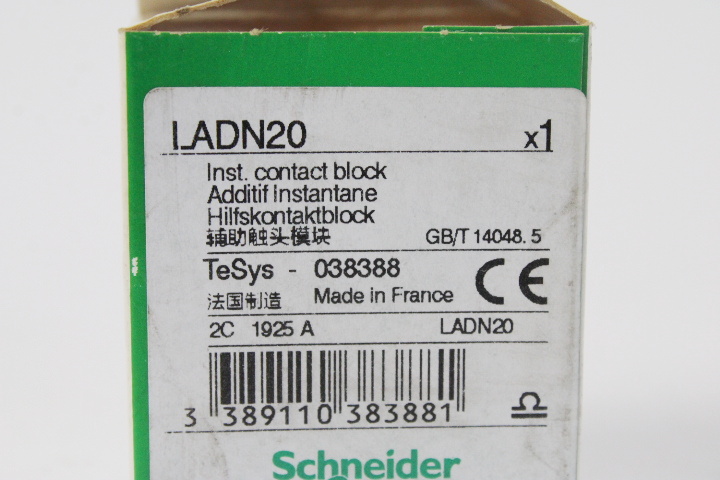 LADN20 x1
Inst. contact block
Additif Instantane
Hilfskontaktblock
辅助触头模块 GB/T 14048.5
TeSys - 038388 CE
法国制造 Made in France
2C 1925 A LADN20
3 389110 383881
Schneider